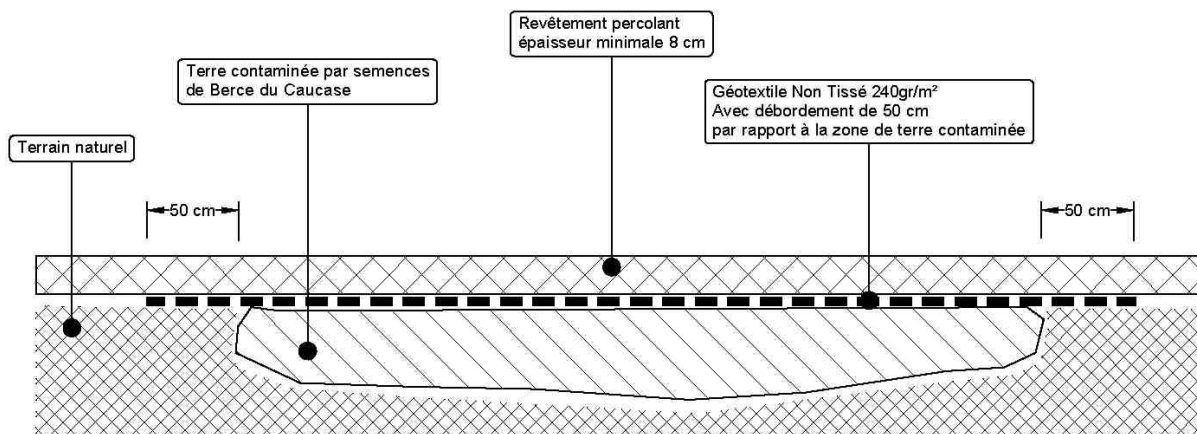 Revêtement percolant
épaisseur minimale 8 cm
Terre contaminée par semences
de Berce du Caucase
Géotextile Non Tissé 240gr/m²
Avec débordement de 50 cm
par rapport à la zone de terre contaminée
Terrain naturel
50 cm
50 cm